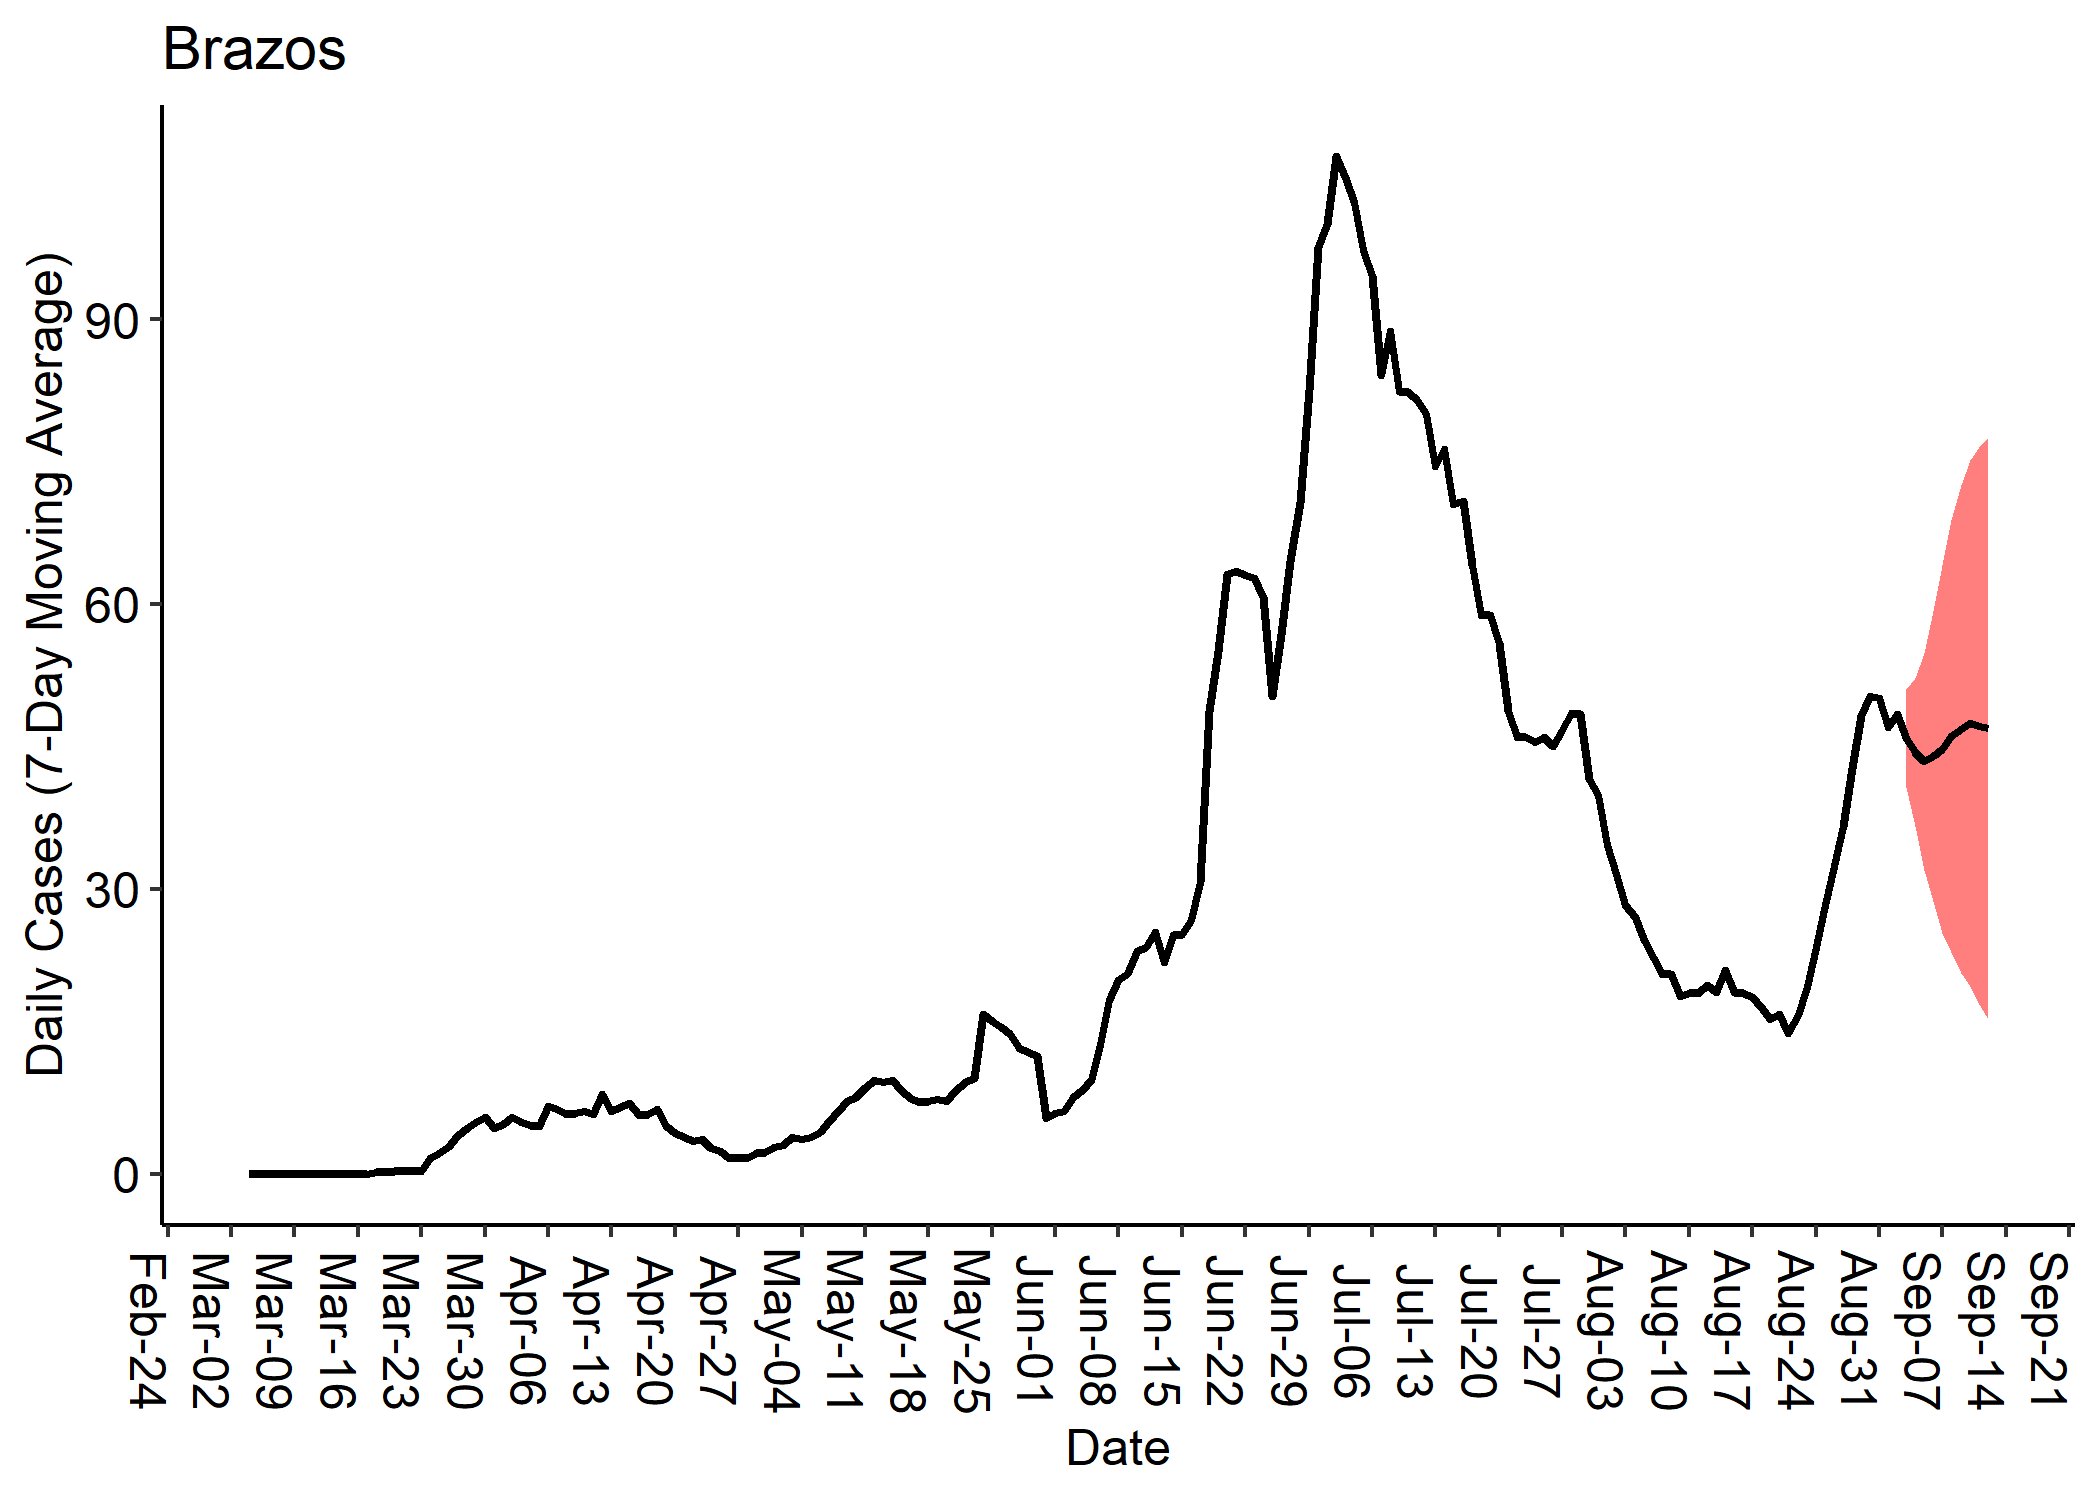 Brazos
Daily Cases (7-Day Moving Average)
90
60
30
0
Feb-24
Mar-02
Mar-09
Mar-16
Mar-23
Mar-30
Apr-06
Apr-13
Apr-20
Apr-27
May-04
May-11
May-18
May-25
Jun-01
Jun-08
Jun-15
Jun-22
Jun-29
Jul-06
Jul-13
Jul-20
Jul-27
Aug-03
Aug-10
Aug-17
Aug-24
Aug-31
Sep-07
Sep-14
Sep-21
Date